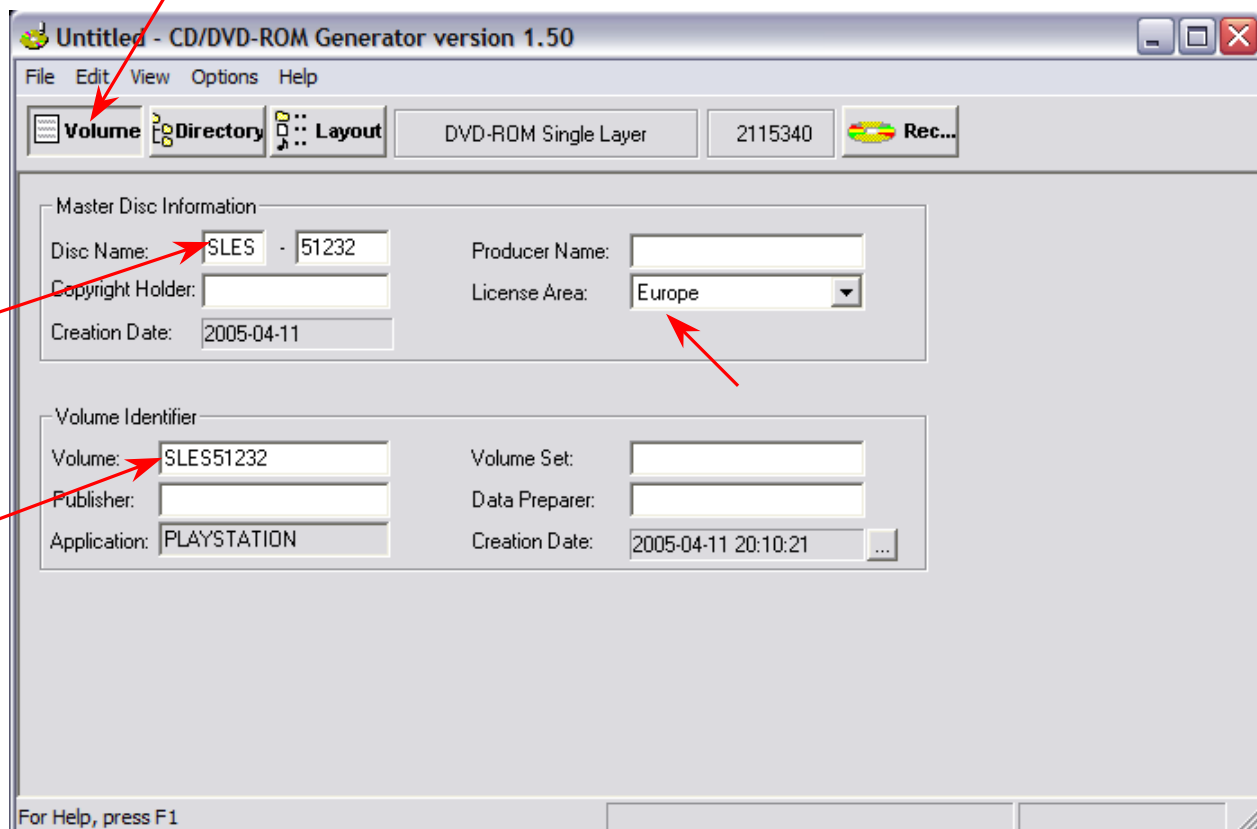 Untitled - CD/DVD-ROM Generator version 1.50
File Edit View Options Help
Volume Directory Layout DVD-ROM Single Layer 2115340 Rec...
Master Disc Information
Disc Name: SLES - 51232 Producer Name:
Copyright Holder: License Area: Europe
Creation Date: 2005-04-11
Volume Identifier
Volume: SLES51232 Volume Set:
Publisher: Data Preparer:
Application: PLAYSTATION Creation Date: 2005-04-11 20:10:21 ...
For Help, press F1